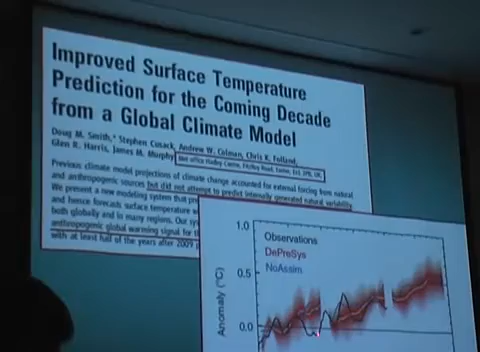 Improved Surface Temperature
Prediction for the Coming Decade
from a Global Climate Model
Doug M. Smith,* Stephen Cusack, Andrew W. Colman, Chris K. Folland,
Glen R. Harris, James M. Murphy
Previous climate model projections of climate change accounted for external forcing from natural
and anthropogenic sources but did not attempt to predict internally generated natural variability
We present a new modeling system that
and hence forecasts surface temperature
both globally and in many regions. Our
anthropogenic global warming signal for
with at least half of the years after 2009
1.0
Observations
DePreSys
NoAssim
0.5
0.0
Anomaly (°C)